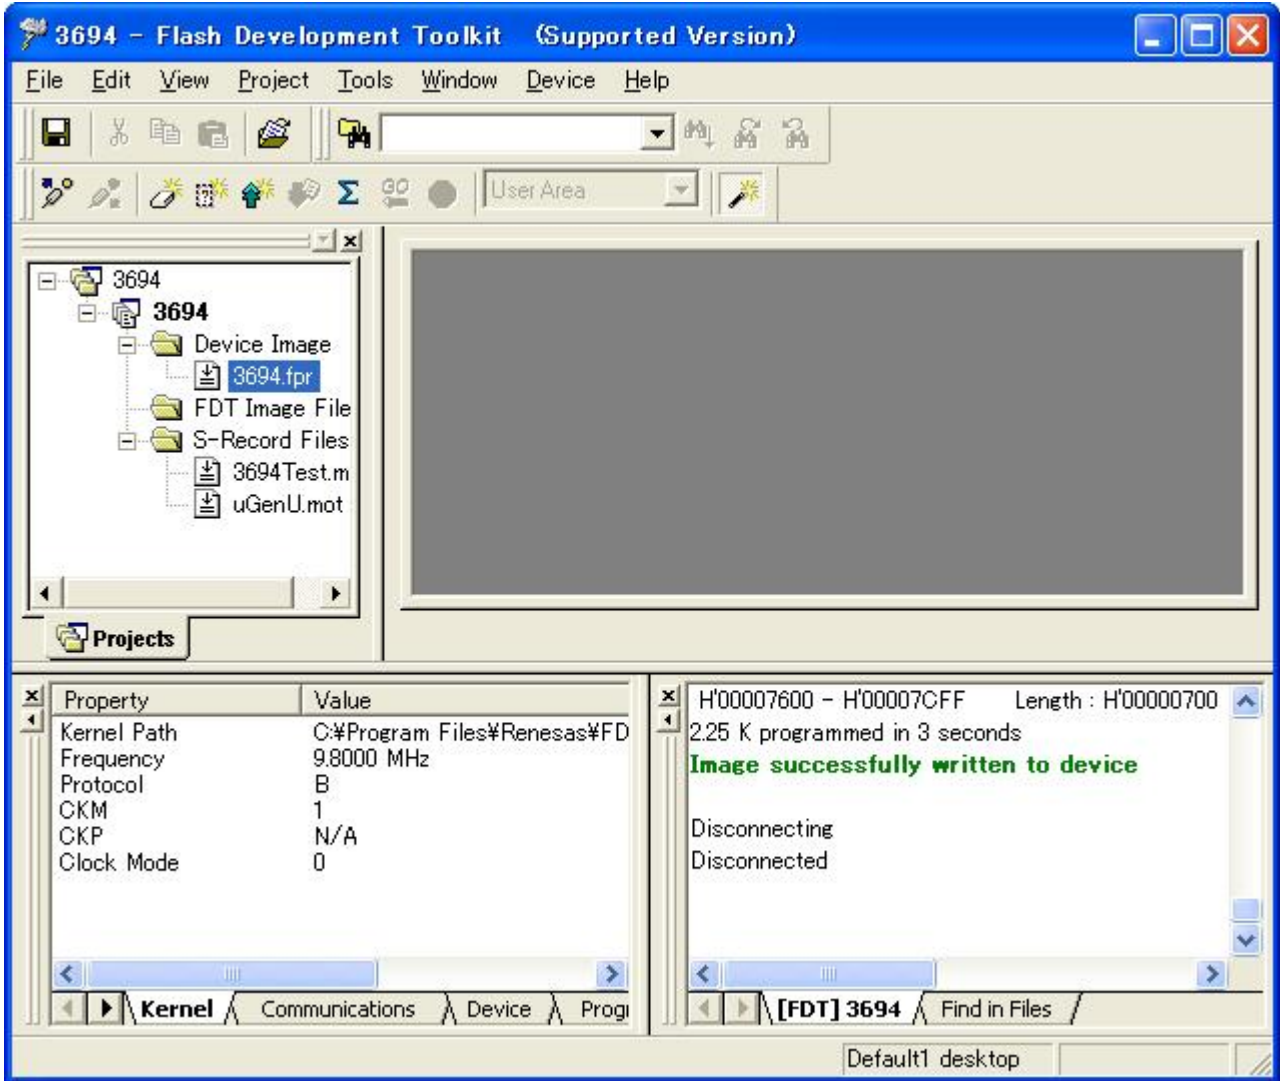 3694 - Flash Development Toolkit (Supported Version)
File Edit View Project Tools Window Device Help
GO User Area
3694
3694
Device Image
3694.fpr
FDT Image File
S-Record Files
3694Test.m
uGenU.mot
Projects
Property Value
Kernel Path C:¥Program Files¥Renesas¥FD
Frequency 9.8000 MHz
Protocol B
CKM 1
CKP N/A
Clock Mode 0
Kernel Communications Device Progr
H'00007600 - H'00007CFF Length : H'00000700
2.25 K programmed in 3 seconds
Image successfully written to device
Disconnecting
Disconnected
[FDT] 3694 Find in Files
Default1 desktop